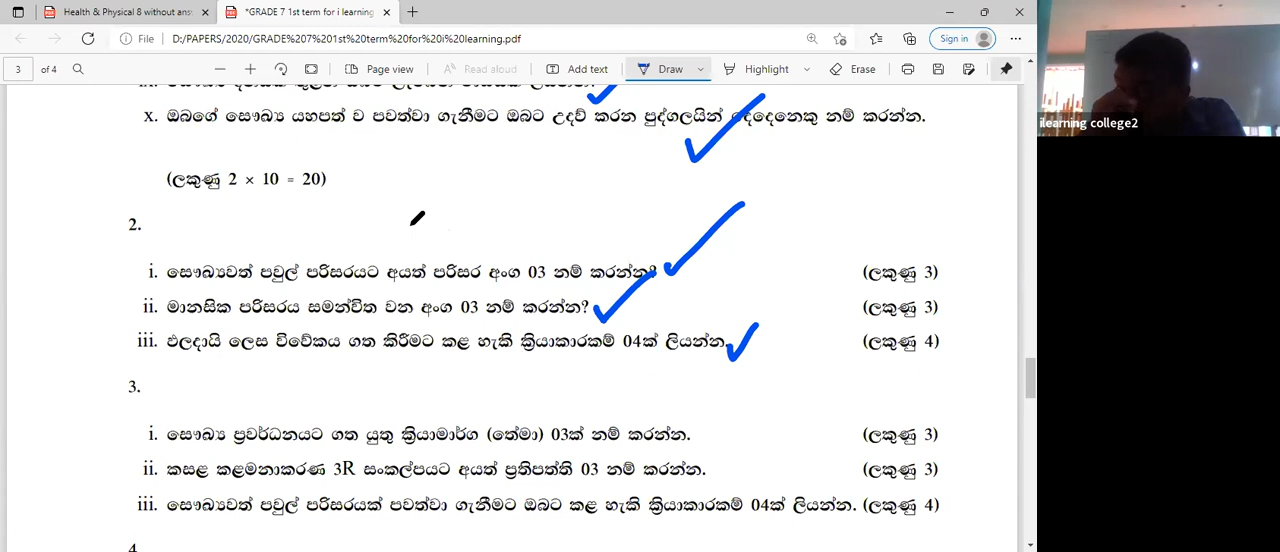 Health & Physical 8 without ans
*GRADE 7 1st term for i learning
File
D:/PAPERS/2020/GRADE%207%201st%20term%20for%20i%20learning.pdf
Sign in
3 of 4
Page view
Read aloud
Add text
Draw
Highlight
Erase
ilearning college2
x. ඔබගේ සෞඛ්‍ය යහපත් ව පවත්වා ගැනීමට ඔබට උදව් කරන පුද්ගලයින් දෙදෙනෙකු නම් කරන්න.
(ලකුණු 2 × 10 = 20)
2.
i. සෞඛ්‍යවත් පවුල් පරිසරයට අයත් පරිසර අංග 03 නම් කරන්න? (ලකුණු 3)
ii. මානසික පරිසරය සමන්විත වන අංග 03 නම් කරන්න? (ලකුණු 3)
iii. ඵලදායි ලෙස විවේකය ගත කිරීමට කළ හැකි ක්‍රියාකාරකම් 04ක් ලියන්න. (ලකුණු 4)
3.
i. සෞඛ්‍ය ප්‍රවර්ධනයට ගත යුතු ක්‍රියාමාර්ග (තේමා) 03ක් නම් කරන්න. (ලකුණු 3)
ii. කසළ කළමනාකරණ 3R සංකල්පයට අයත් ප්‍රතිපත්ති 03 නම් කරන්න. (ලකුණු 3)
iii. සෞඛ්‍යවත් පවුල් පරිසරයක් පවත්වා ගැනීමට ඔබට කළ හැකි ක්‍රියාකාරකම් 04ක් ලියන්න. (ලකුණු 4)